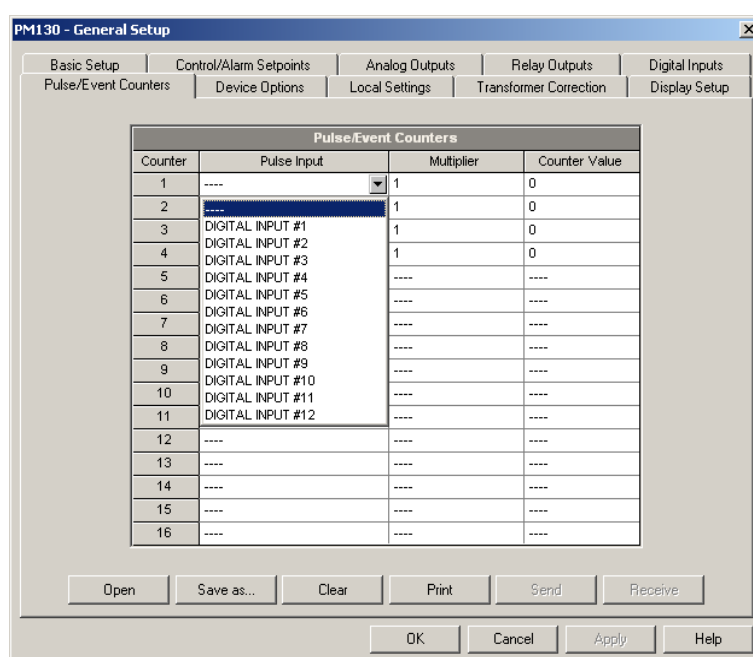 PM130 - General Setup
Basic Setup Control/Alarm Setpoints Analog Outputs Relay Outputs Digital Inputs
Pulse/Event Counters Device Options Local Settings Transformer Correction Display Setup
Pulse/Event Counters
Counter Pulse Input Multiplier Counter Value
1 ---- 1 0
2 ---- 1 0
3 DIGITAL INPUT #1 1 0
DIGITAL INPUT #2
4 DIGITAL INPUT #3 1 0
5 DIGITAL INPUT #4 ---- ----
DIGITAL INPUT #5
6 DIGITAL INPUT #6 ---- ----
7 DIGITAL INPUT #7 ---- ----
8 DIGITAL INPUT #8 ---- ----
9 DIGITAL INPUT #9 ---- ----
10 DIGITAL INPUT #10 ---- ----
DIGITAL INPUT #11
11 DIGITAL INPUT #12 ---- ----
12 ---- ---- ----
13 ---- ---- ----
14 ---- ---- ----
15 ---- ---- ----
16 ---- ---- ----
Open Save as... Clear Print Send Receive
OK Cancel Apply Help